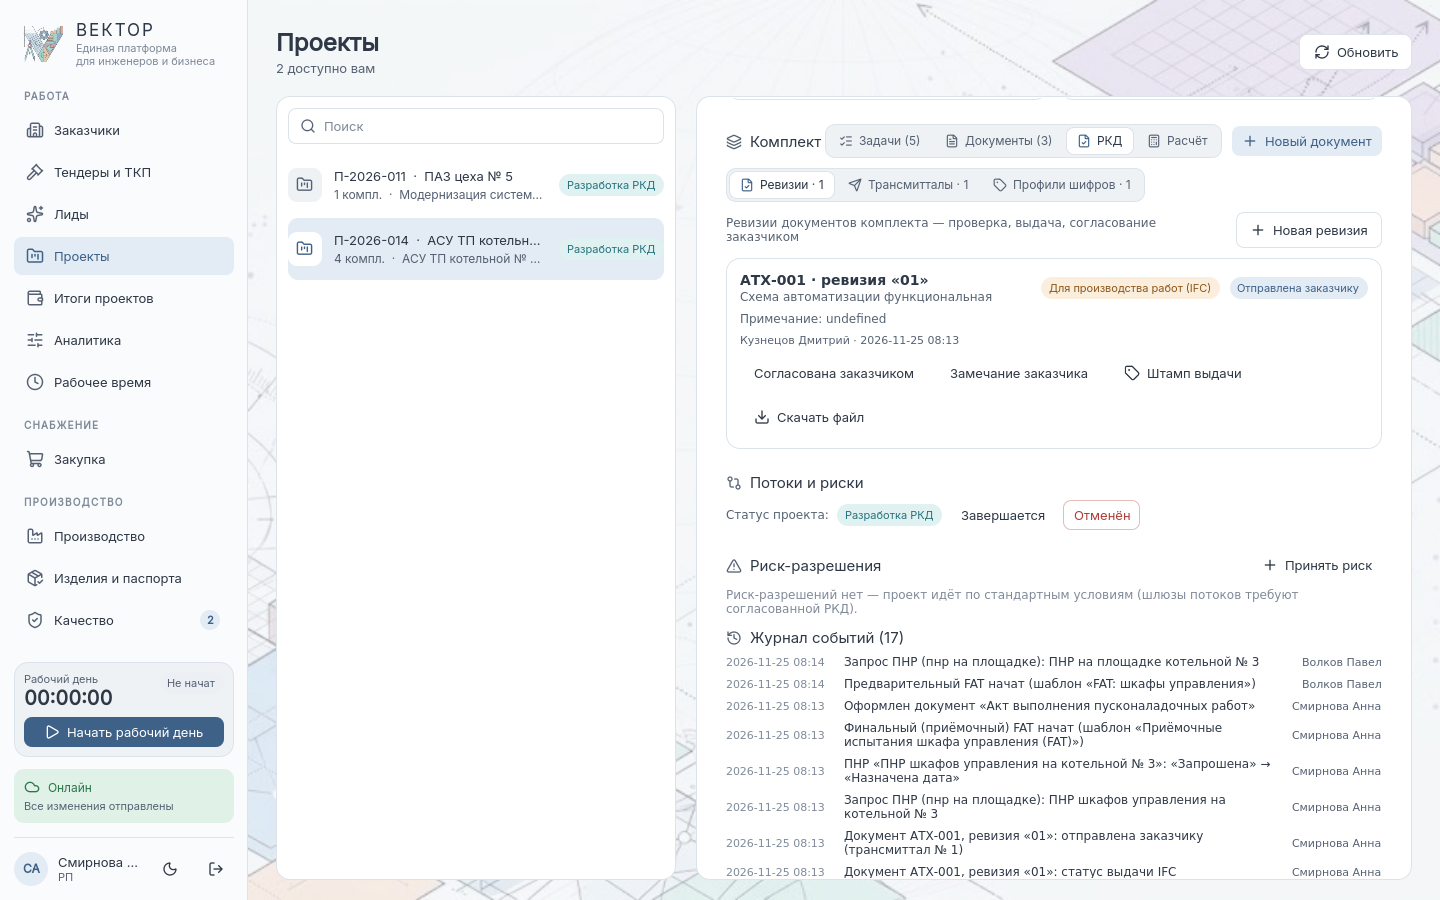 ВЕКТОР
Единая платформа
для инженеров и бизнеса
РАБОТА
Заказчики
Тендеры и ТКП
Лиды
Проекты
Итоги проектов
Аналитика
Рабочее время
СНАБЖЕНИЕ
Закупка
ПРОИЗВОДСТВО
Производство
Изделия и паспорта
Качество
2
Рабочий день
Не начат
00:00:00
Начать рабочий день
Онлайн
Все изменения отправлены
СА
Смирнова ...
РП
Проекты
2 доступно вам
Обновить
Поиск
П-2026-011 · ПАЗ цеха № 5
1 компл. · Модернизация систем...
Разработка РКД
П-2026-014 · АСУ ТП котельн...
4 компл. · АСУ ТП котельной № ...
Разработка РКД
Комплект
Задачи (5)
Документы (3)
РКД
Расчёт
Новый документ
Ревизии · 1
Трансмитталы · 1
Профили шифров · 1
Ревизии документов комплекта — проверка, выдача, согласование
заказчиком
Новая ревизия
АТХ-001 · ревизия «01»
Схема автоматизации функциональная
Для производства работ (IFC)
Отправлена заказчику
Примечание: undefined
Кузнецов Дмитрий · 2026-11-25 08:13
Согласована заказчиком
Замечание заказчика
Штамп выдачи
Скачать файл
Потоки и риски
Статус проекта:
Разработка РКД
Завершается
Отменён
Риск-разрешения
Принять риск
Риск-разрешений нет — проект идёт по стандартным условиям (шлюзы потоков требуют
согласованной РКД).
Журнал событий (17)
2026-11-25 08:14 Запрос ПНР (пнр на площадке): ПНР на площадке котельной № 3 Волков Павел
2026-11-25 08:14 Предварительный FAT начат (шаблон «FAT: шкафы управления») Волков Павел
2026-11-25 08:13 Оформлен документ «Акт выполнения пусконаладочных работ» Смирнова Анна
2026-11-25 08:13 Финальный (приёмочный) FAT начат (шаблон «Приёмочные
испытания шкафа управления (FAT)») Смирнова Анна
2026-11-25 08:13 ПНР «ПНР шкафов управления на котельной № 3»: «Запрошена» →
«Назначена дата» Смирнова Анна
2026-11-25 08:13 Запрос ПНР (пнр на площадке): ПНР шкафов управления на
котельной № 3 Смирнова Анна
2026-11-25 08:13 Документ АТХ-001, ревизия «01»: отправлена заказчику
(трансмиттал № 1) Смирнова Анна
2026-11-25 08:13 Документ АТХ-001, ревизия «01»: статус выдачи IFC Смирнова Анна